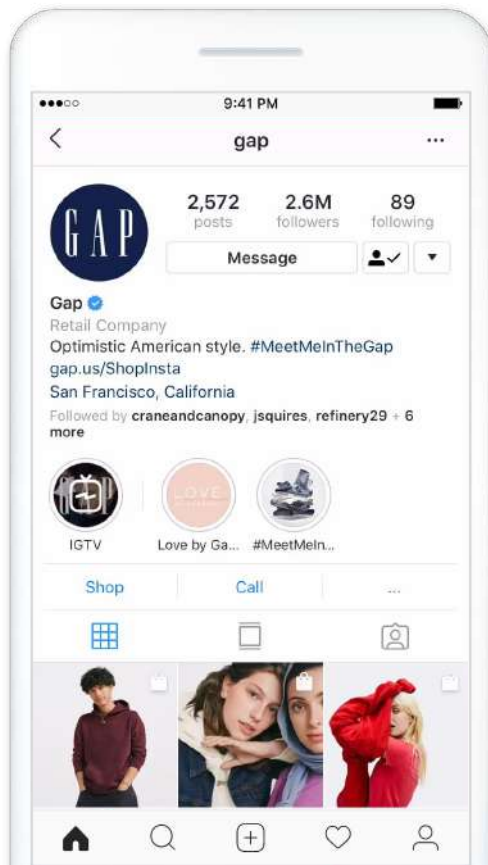 9:41 PM
gap
...
GAP
2,572 2.6M 89
posts followers following
Message
Gap
Retail Company
Optimistic American style. #MeetMeInTheGap
gap.us/ShopInsta
San Francisco, California
Followed by craneandcanopy, jsquires, refinery29 + 6
more
GAP
LOVE
IGTV Love by Ga... #MeetMeIn...
Shop Call ...